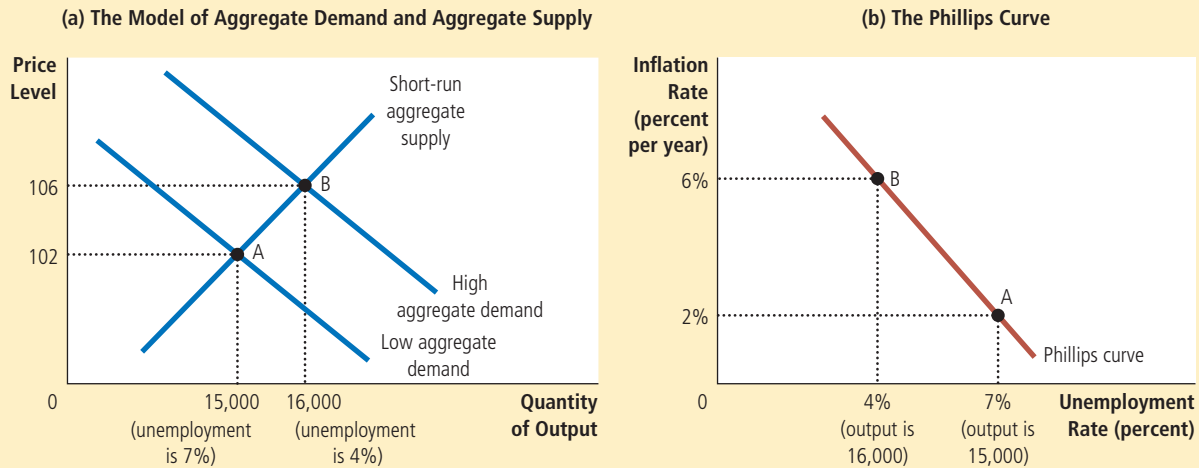 (a) The Model of Aggregate Demand and Aggregate Supply
Price
Level
Short-run
aggregate
supply
106
B
102
A
High
aggregate demand
Low aggregate
demand
0
15,000
(unemployment
is 7%)
16,000
(unemployment
is 4%)
Quantity
of Output
(b) The Phillips Curve
Inflation
Rate
(percent
per year)
6%
B
A
2%
Phillips curve
0
4%
(output is
16,000)
7%
(output is
15,000)
Unemployment
Rate (percent)